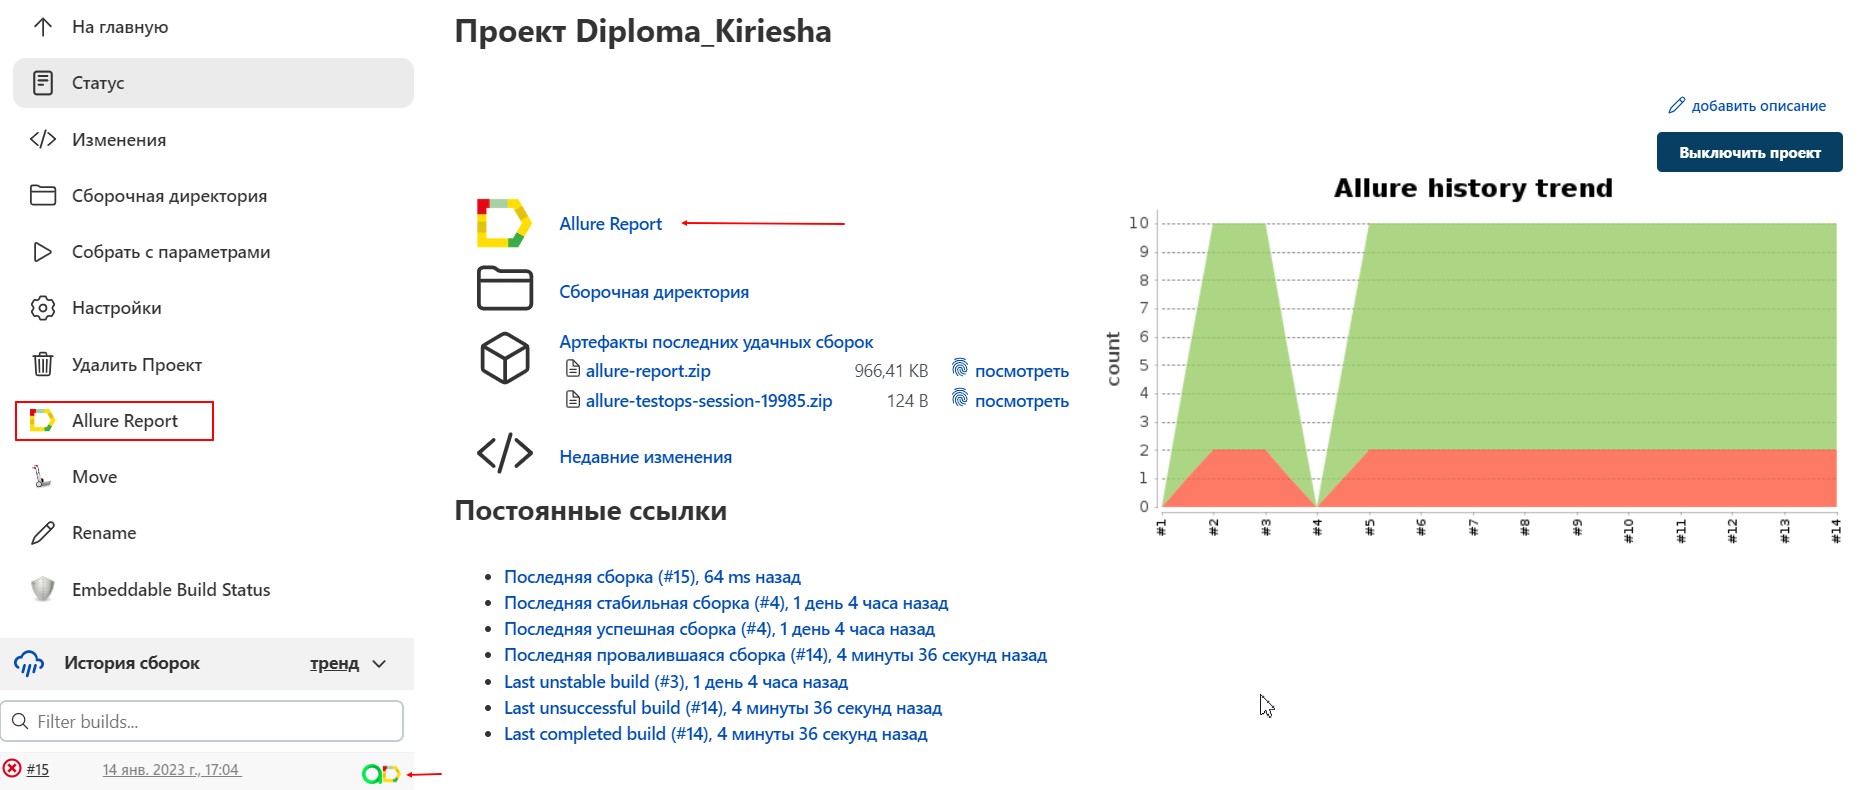 На главную
Статус
Изменения
Сборочная директория
Собрать с параметрами
Настройки
Удалить Проект
Allure Report
Move
Rename
Embeddable Build Status
История сборок тренд
Filter builds...
#15 14 янв. 2023 г., 17:04
Проект Diploma_Kiriesha
добавить описание
Выключить проект
Allure Report
Сборочная директория
Артефакты последних удачных сборок
allure-report.zip 966,41 KB посмотреть
allure-testops-session-19985.zip 124 B посмотреть
Недавние изменения
Allure history trend
count
10
9
8
7
6
5
4
3
2
1
0
#1 #2 #3 #4 #5 #6 #7 #8 #9 #10 #11 #12 #13 #14
Постоянные ссылки
Последняя сборка (#15), 64 ms назад
Последняя стабильная сборка (#4), 1 день 4 часа назад
Последняя успешная сборка (#4), 1 день 4 часа назад
Последняя провалившаяся сборка (#14), 4 минуты 36 секунд назад
Last unstable build (#3), 1 день 4 часа назад
Last unsuccessful build (#14), 4 минуты 36 секунд назад
Last completed build (#14), 4 минуты 36 секунд назад